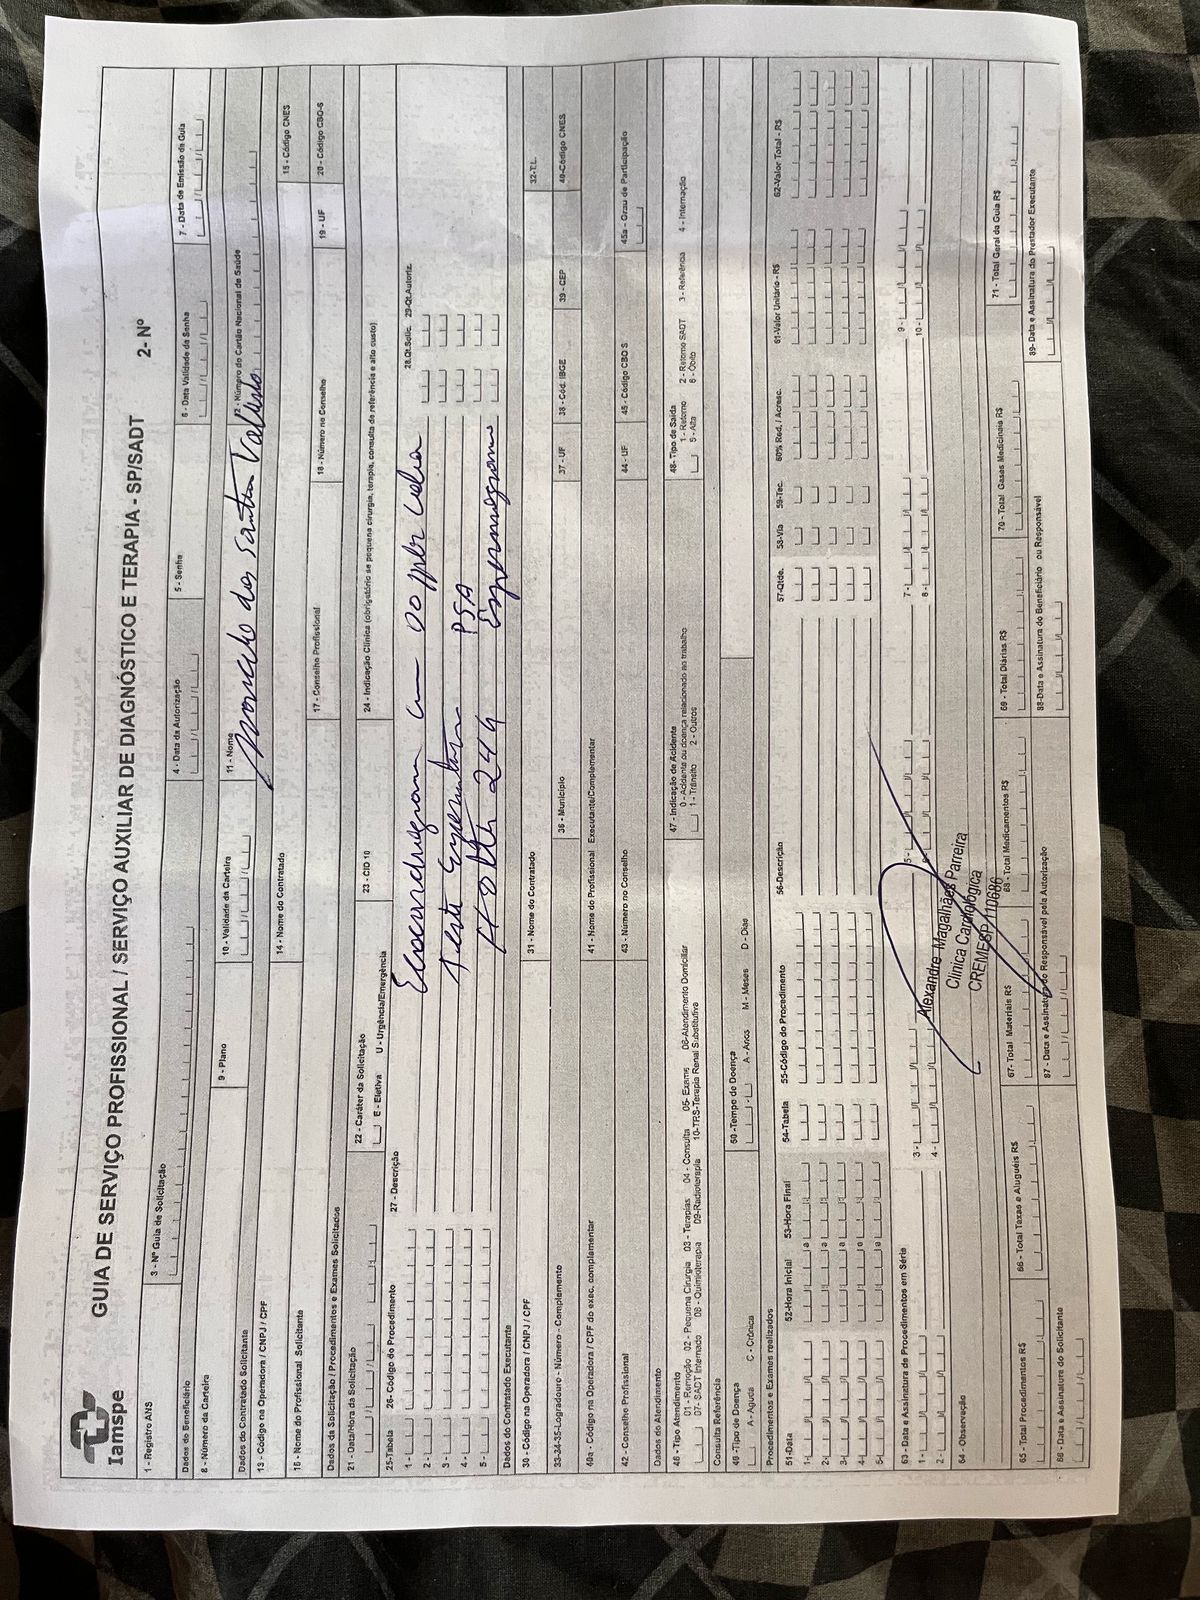 Iamspe
GUIA DE SERVIÇO PROFISSIONAL / SERVIÇO AUXILIAR DE DIAGNÓSTICO E TERAPIA - SP/SADT 2- Nº
1 - Registro ANS 3 - Nº Guia de Solicitação 4 - Data da Autorização 5 - Senha 6 - Data Validade da Senha 7 - Data de Emissão da Guia
Dados do Beneficiário
8 - Número da Carteira 9 - Plano 10 - Validade da Carteira 11 - Nome 12 - Número do Cartão Nacional de Saúde
dos Santos
Dados do Contratado Solicitante
13 - Código na Operadora / CNPJ / CPF 14 - Nome do Contratado 15 - Código CNES
16 - Nome do Profissional Solicitante 17 - Conselho Profissional 18 - Número no Conselho 19 - UF 20 - Código CBO-S
Dados da Solicitação / Procedimentos e Exames Solicitados
21 - Data/Hora da Solicitação 22 - Caráter da Solicitação 23 - CID 10 24 - Indicação Clínica (obrigatório se pequena cirurgia, terapia, consulta de referência e alto custo)
E - Eletiva U - Urgência/Emergência
25-Tabela 26- Código do Procedimento 27 - Descrição 28.Qt.Solic. 29-Qt.Autoriz.
1 -
2 -
3 - PSA
4 - Holter 24 h Espermograma
5 -
Dados do Contratado Executante
30 - Código na Operadora / CNPJ / CPF 31 - Nome do Contratado 32-T.L.
33-34-35-Logradouro - Número - Complemento 36 - Município 37 - UF 38 - Cód. IBGE 39 - CEP 40-Código CNES
40a - Código na Operadora / CPF do exec. complementar 41 - Nome do Profissional Executante/Complementar
42 - Conselho Profissional 43 - Número no Conselho 44 - UF 45 - Código CBO S 45a - Grau de Participação
Dados do Atendimento
46 - Tipo Atendimento 47 - Indicação de Acidente 48- Tipo de Saída
01 - Remoção 02 - Pequena Cirurgia 03 - Terapias 04 - Consulta 05- Exame 06-Atendimento Domiciliar 0 - Acidente ou doença relacionado ao trabalho 1 - Retorno 2 - Retorno SADT 3 - Referência 4 - Internação
07- SADT Internado 08 - Quimioterapia 09-Radioterapia 10-TRS-Terapia Renal Substitutiva 1 - Trânsito 2 - Outros 5 - Alta 6 - Óbito
Consulta Referência
49 -Tipo de Doença 50 -Tempo de Doença
A - Aguda C - Crônica A - Anos M - Meses D - Dias
Procedimentos e Exames realizados
51-Data 52-Hora Inicial 53-Hora Final 54-Tabela 55-Código do Procedimento 56-Descrição 57-Qtde. 58-Via 59-Tec. 60% Red. / Acresc. 61-Valor Unitário - R$ 62-Valor Total - R$
1- a
2- a
3- a
4- a
5- a
63 - Data e Assinatura de Procedimentos em Série
1 - 3 - 5 - 7 - 9 -
2 - 4 - 8 - 10 -
64 - Observação
Alexandre Magalhães Parreira
Clinica Cardiológica
CREMESP 110686
65 - Total Procedimentos R$ 66 - Total Taxas e Aluguéis R$ 67- Total Materiais R$ 68 - Total Medicamentos R$ 69 - Total Diárias R$ 70 - Total Gases Medicinais R$ 71 - Total Geral da Guia R$
86 - Data e Assinatura do Solicitante 87 - Data e Assinatura do Responsável pela Autorização 88-Data e Assinatura do Beneficiário ou Responsável 89- Data e Assinatura do Prestador Executante